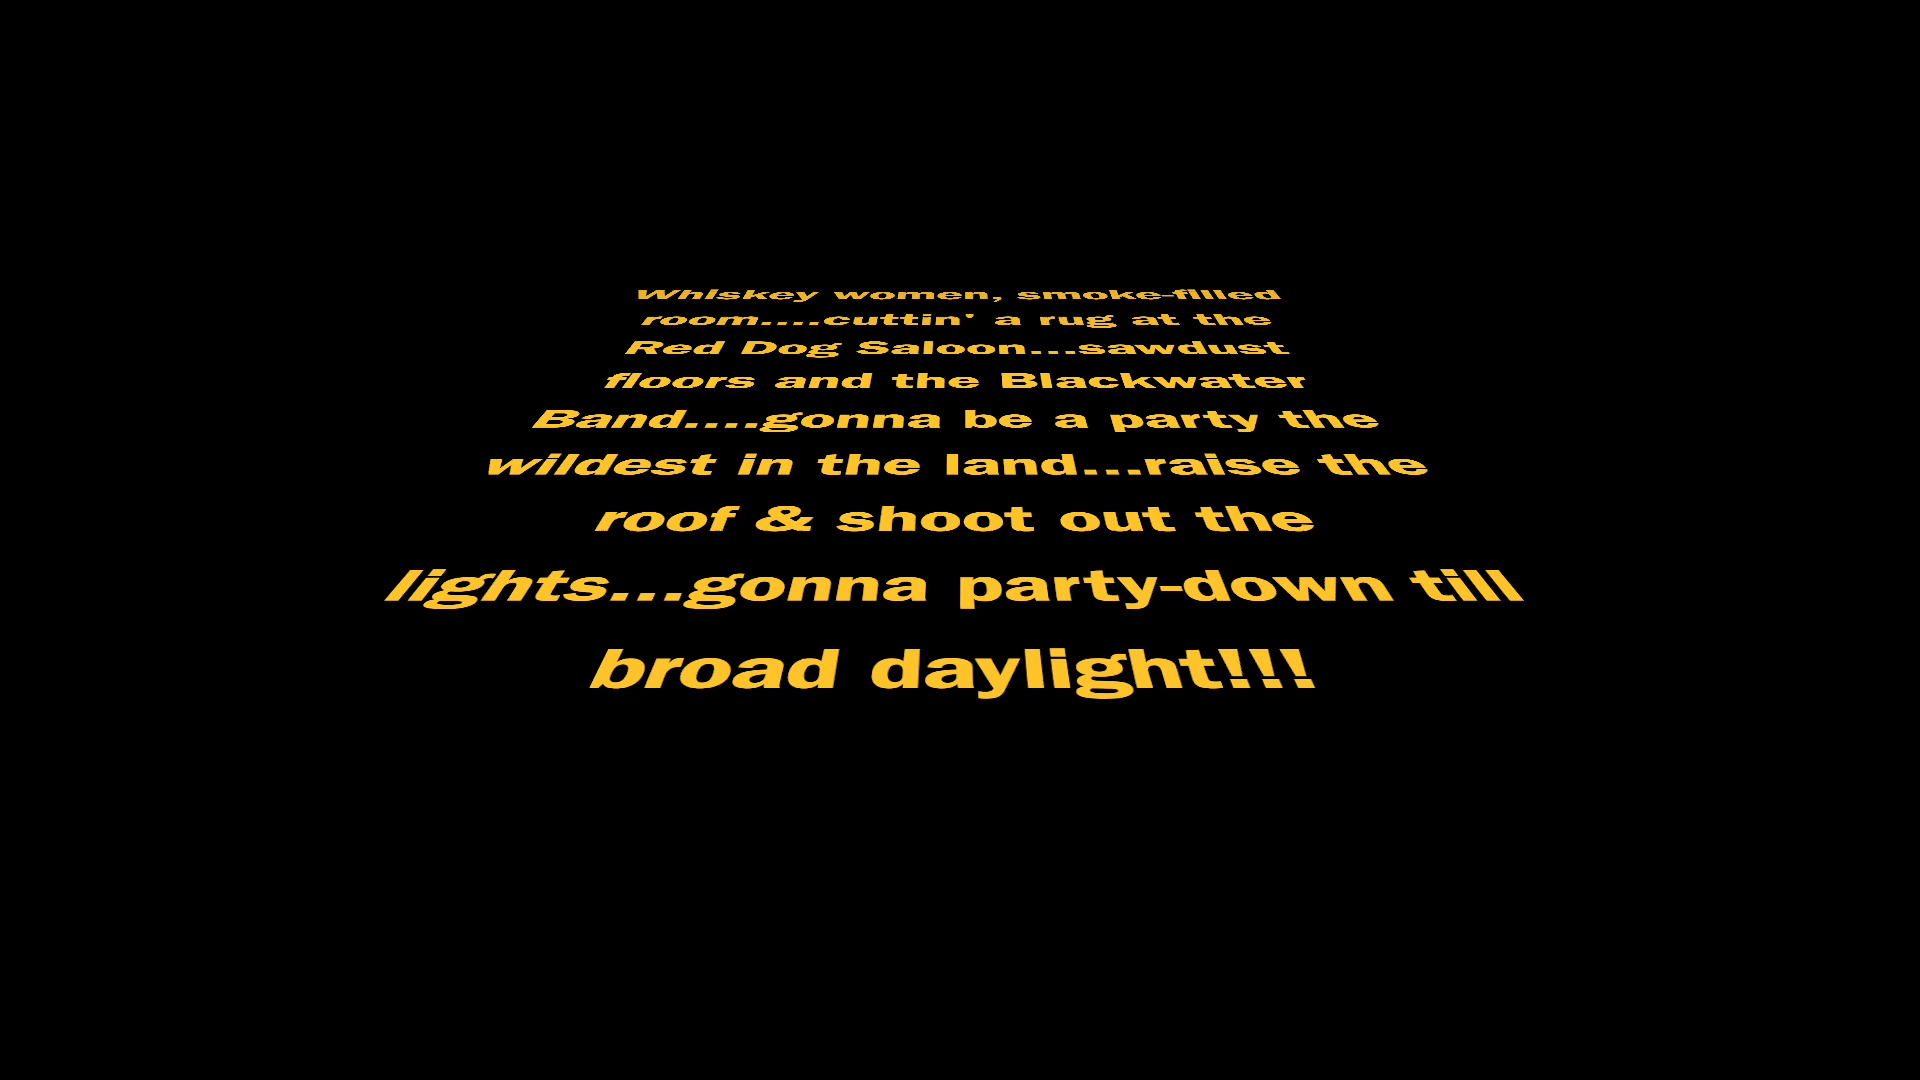 Whiskey women, smoke-filled
room....cuttin' a rug at the
Red Dog Saloon...sawdust
floors and the Blackwater
Band....gonna be a party the
wildest in the land...raise the
roof & shoot out the
lights...gonna party-down till
broad daylight!!!